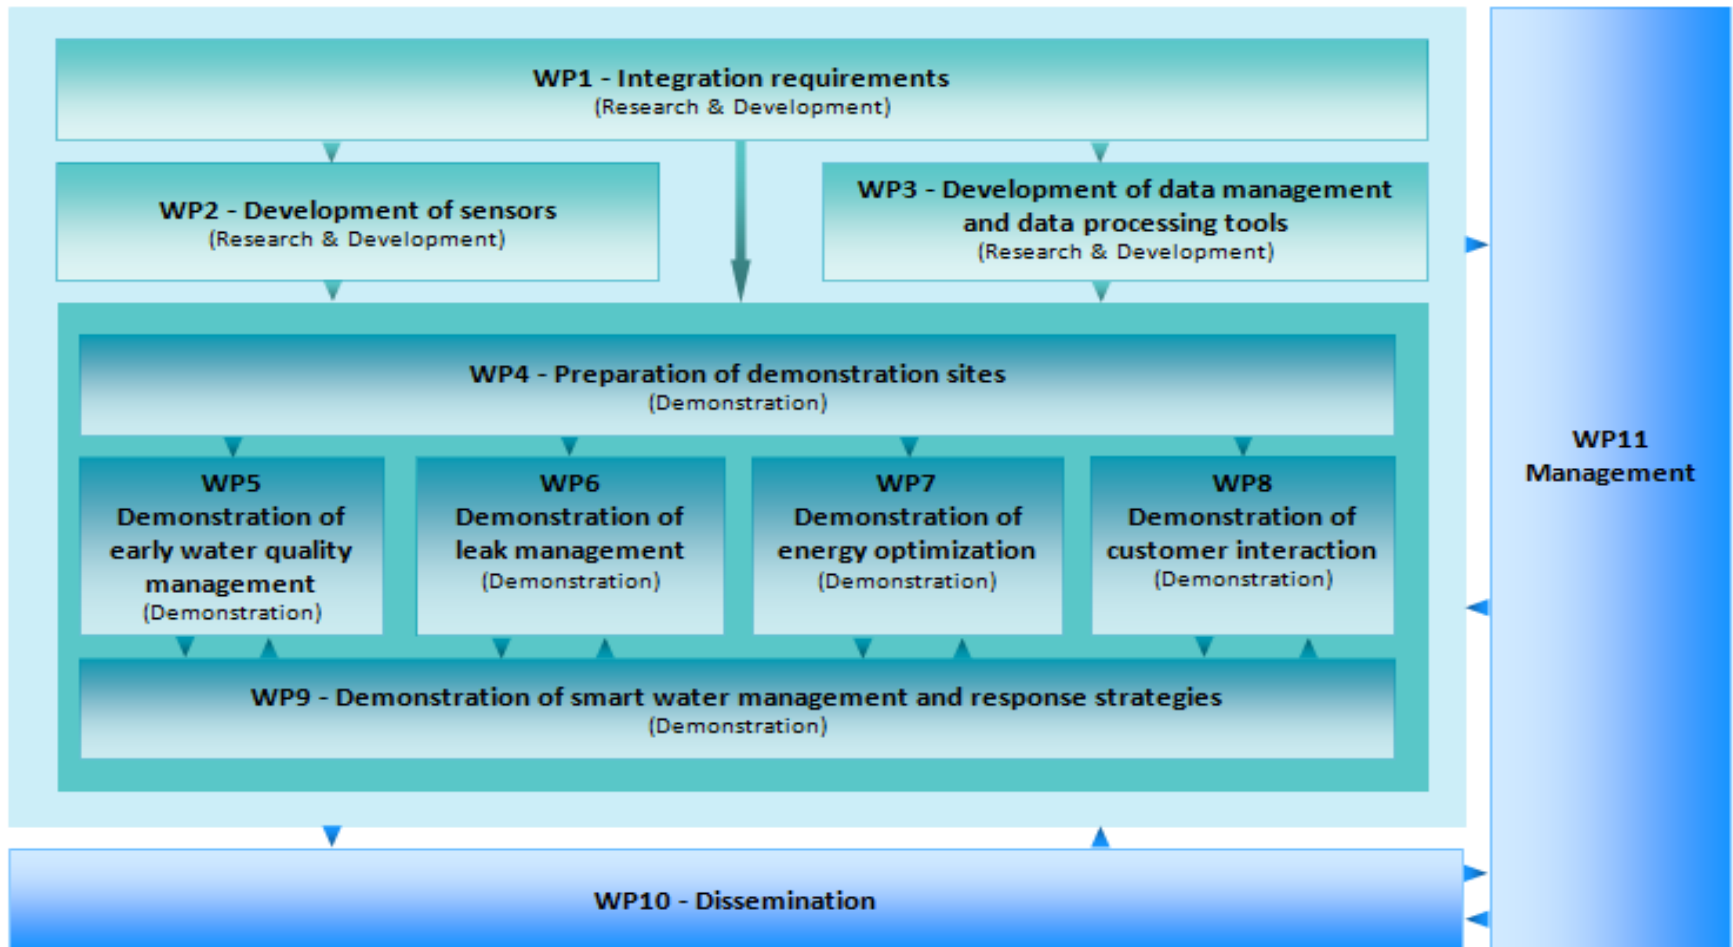 WP1 - Integration requirements
(Research & Development)
WP2 - Development of sensors
(Research & Development)
WP3 - Development of data management
and data processing tools
(Research & Development)
WP4 - Preparation of demonstration sites
(Demonstration)
WP5
Demonstration of
early water quality
management
(Demonstration)
WP6
Demonstration of
leak management
(Demonstration)
WP7
Demonstration of
energy optimization
(Demonstration)
WP8
Demonstration of
customer interaction
(Demonstration)
WP9 - Demonstration of smart water management and response strategies
(Demonstration)
WP10 - Dissemination
WP11
Management